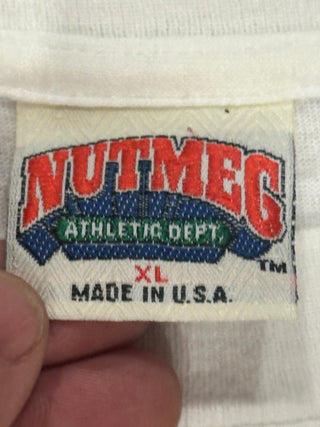 NUTMEG
ATHLETIC DEPT.
XL
TM
MADE IN U.S.A.